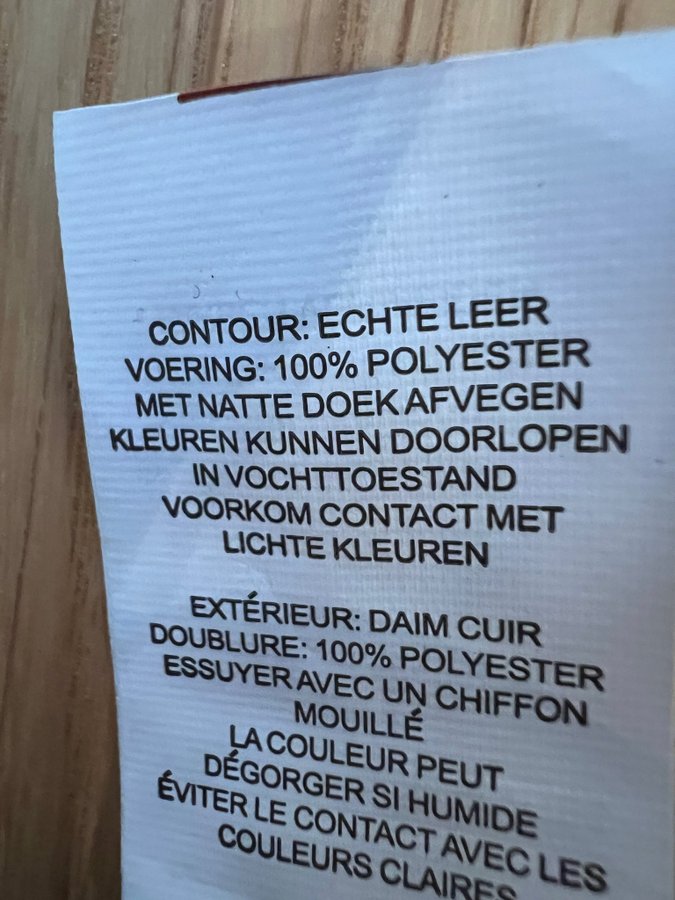 CONTOUR: ECHTE LEER
VOERING: 100% POLYESTER
MET NATTE DOEK AFVEGEN
KLEUREN KUNNEN DOORLOPEN
IN VOCHTTOESTAND
VOORKOM CONTACT MET
LICHTE KLEUREN
EXTÉRIEUR: DAIM CUIR
DOUBLURE: 100% POLYESTER
ESSUYER AVEC UN CHIFFON
MOUILLÉ
LA COULEUR PEUT
DÉGORGER SI HUMIDE
ÉVITER LE CONTACT AVEC LES
COULEURS CLAIRES